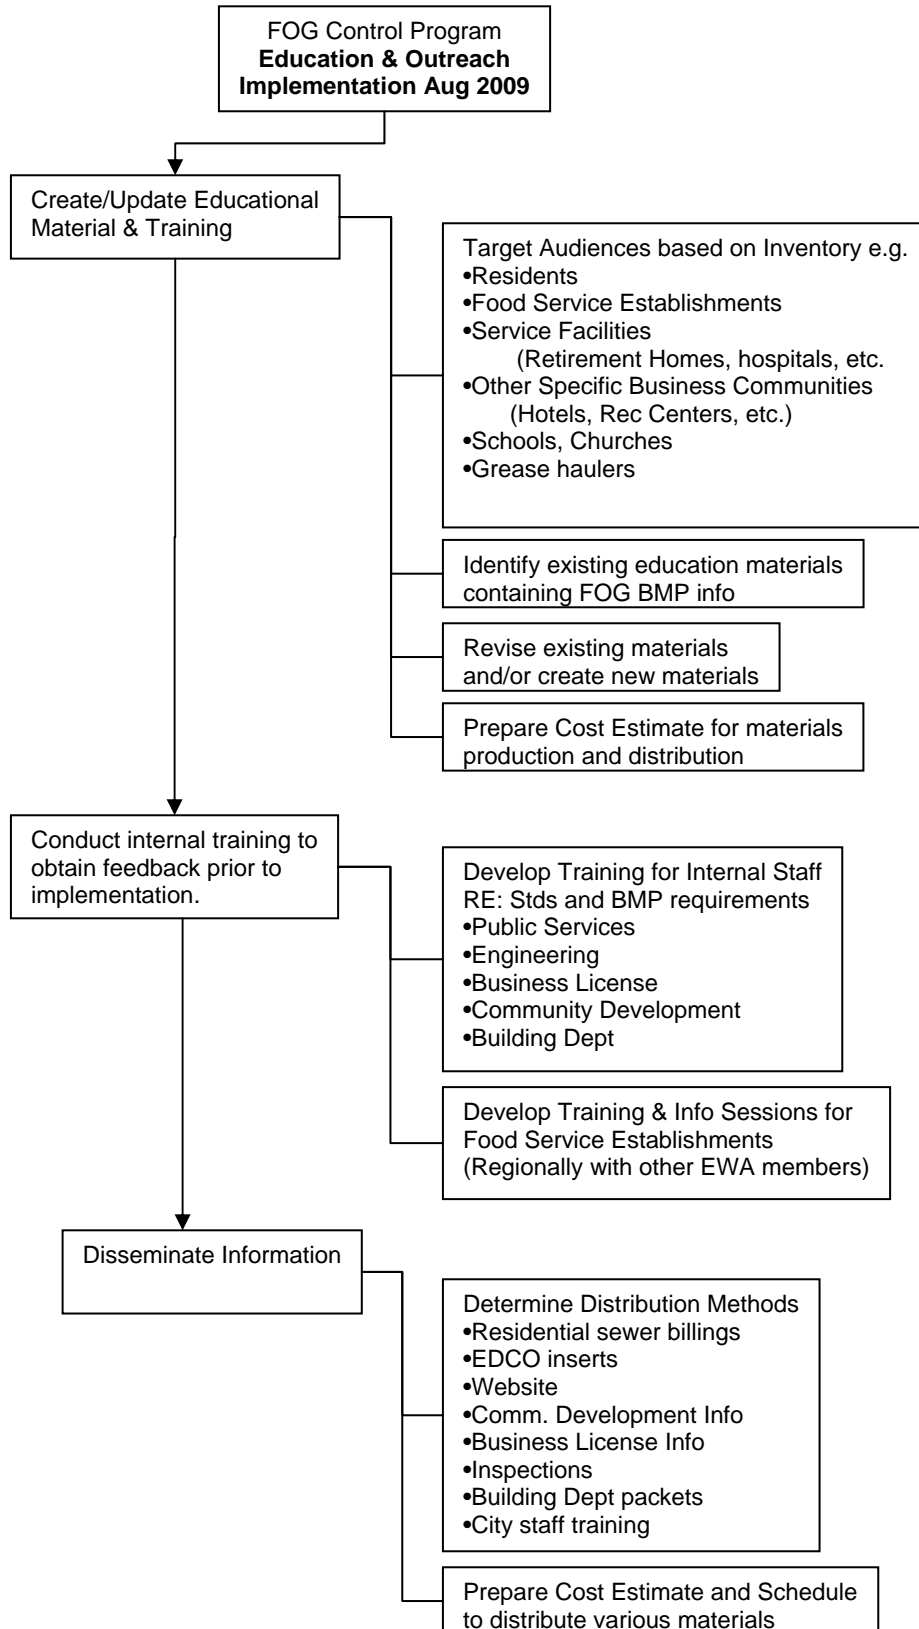 FOG Control Program
Education & Outreach
Implementation Aug 2009
Create/Update Educational
Material & Training
Target Audiences based on Inventory e.g.
•Residents
•Food Service Establishments
•Service Facilities
(Retirement Homes, hospitals, etc.
•Other Specific Business Communities
(Hotels, Rec Centers, etc.)
•Schools, Churches
•Grease haulers
Identify existing education materials
containing FOG BMP info
Revise existing materials
and/or create new materials
Prepare Cost Estimate for materials
production and distribution
Conduct internal training to
obtain feedback prior to
implementation.
Develop Training for Internal Staff
RE: Stds and BMP requirements
•Public Services
•Engineering
•Business License
•Community Development
•Building Dept
Develop Training & Info Sessions for
Food Service Establishments
(Regionally with other EWA members)
Disseminate Information
Determine Distribution Methods
•Residential sewer billings
•EDCO inserts
•Website
•Comm. Development Info
•Business License Info
•Inspections
•Building Dept packets
•City staff training
Prepare Cost Estimate and Schedule
to distribute various materials